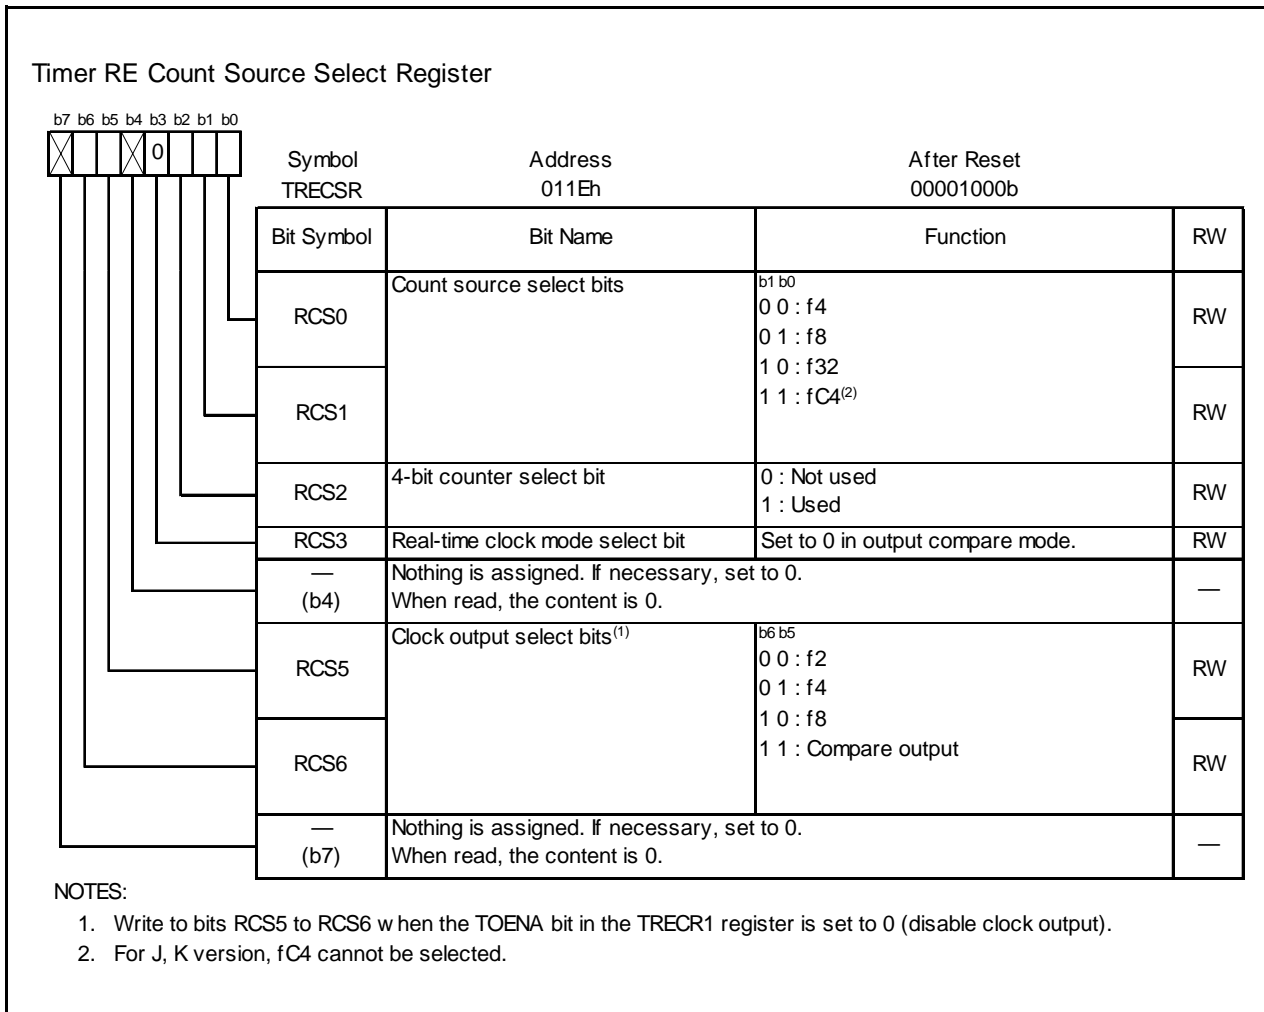 Timer RE Count Source Select Register
b7 b6 b5 b4 b3 b2 b1 b0
0
Symbol Address After Reset
TRECSR 011Eh 00001000b
Bit Symbol Bit Name Function RW
RCS0 Count source select bits b1 b0
0 0 : f4
0 1 : f8
1 0 : f32
1 1 : fC4(2)
RW
RCS1 RW
RCS2 4-bit counter select bit 0 : Not used
1 : Used
RW
RCS3 Real-time clock mode select bit Set to 0 in output compare mode. RW
—
(b4)
Nothing is assigned. If necessary, set to 0.
When read, the content is 0.
—
RCS5 Clock output select bits(1) b6 b5
0 0 : f2
0 1 : f4
1 0 : f8
1 1 : Compare output
RW
RCS6 RW
—
(b7)
Nothing is assigned. If necessary, set to 0.
When read, the content is 0.
—
NOTES:
1. Write to bits RCS5 to RCS6 w hen the TOENA bit in the TRECR1 register is set to 0 (disable clock output).
2. For J, K version, fC4 cannot be selected.